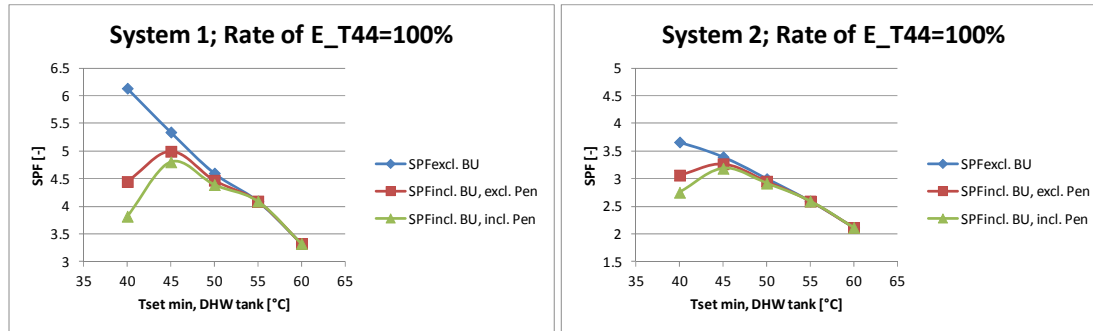 System 1; Rate of E_T44=100%
6.5
6
5.5
5
4.5
4
3.5
3
SPF [-]
35 40 45 50 55 60 65
Tset min, DHW tank [°C]
SPFexcl. BU
SPFincl. BU, excl. Pen
SPFincl. BU, incl. Pen
System 2; Rate of E_T44=100%
5
4.5
4
3.5
3
2.5
2
1.5
SPF [-]
35 40 45 50 55 60 65
Tset min, DHW tank [°C]
SPFexcl. BU
SPFincl. BU, excl. Pen
SPFincl. BU, incl. Pen